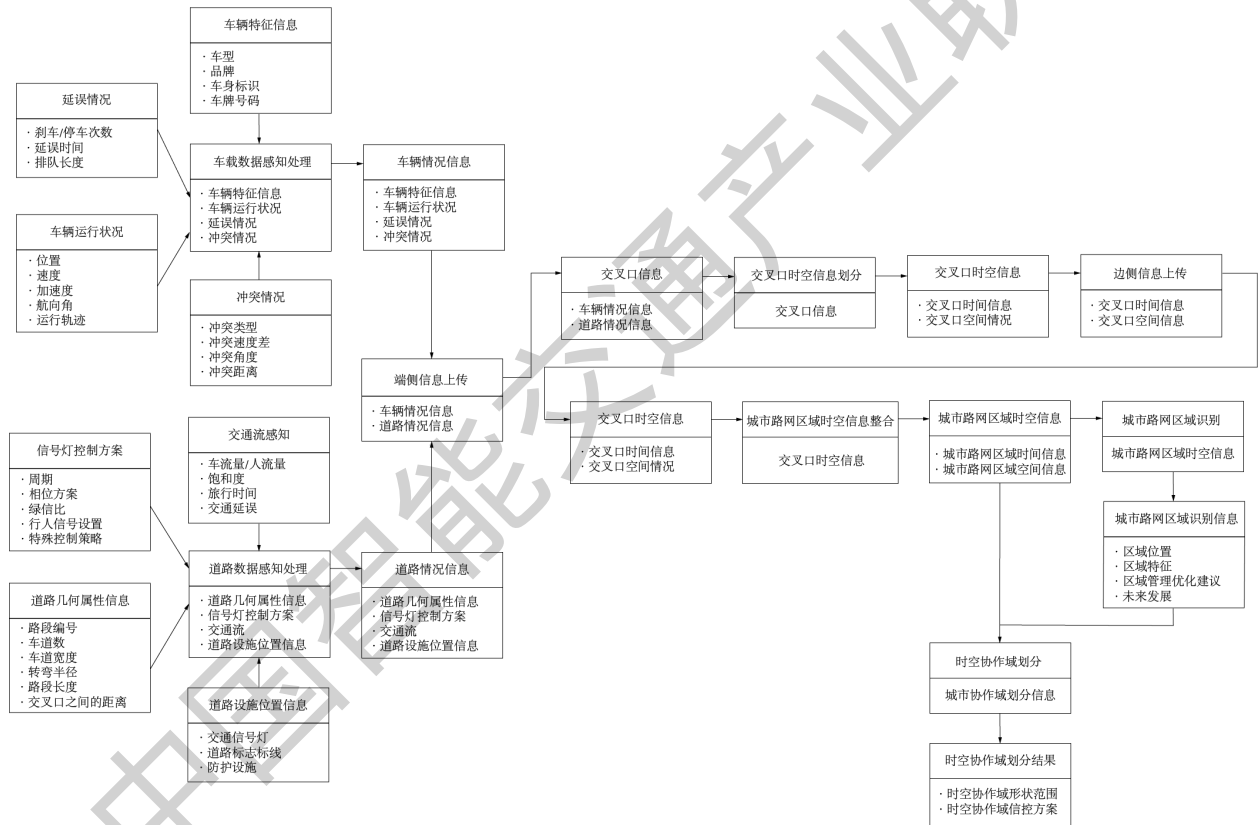 车辆特征信息
· 车型
· 品牌
· 车身标识
· 车牌号码
延误情况
· 刹车/停车次数
· 延误时间
· 排队长度
车载数据感知处理
· 车辆特征信息
· 车辆运行状况
· 延误情况
· 冲突情况
车辆情况信息
· 车辆特征信息
· 车辆运行状况
· 延误情况
· 冲突情况
车辆运行状况
· 位置
· 速度
· 加速度
· 航向角
· 运行轨迹
冲突情况
· 冲突类型
· 冲突速度差
· 冲突角度
· 冲突距离
交叉口信息
· 车辆情况信息
· 道路情况信息
交叉口时空信息划分
交叉口信息
交叉口时空信息
· 交叉口时间信息
· 交叉口空间情况
边侧信息上传
· 交叉口时间信息
· 交叉口空间信息
端侧信息上传
· 车辆情况信息
· 道路情况信息
交叉口时空信息
· 交叉口时间信息
· 交叉口空间情况
城市路网区域时空信息整合
交叉口时空信息
城市路网区域时空信息
· 城市路网区域时间信息
· 城市路网区域空间信息
城市路网区域识别
城市路网区域时空信息
城市路网区域识别信息
· 区域位置
· 区域特征
· 区域管理优化建议
· 未来发展
信号灯控制方案
· 周期
· 相位方案
· 绿信比
· 行人信号设置
· 特殊控制策略
交通流感知
· 车流量/人流量
· 饱和度
· 旅行时间
· 交通延误
道路数据感知处理
· 道路几何属性信息
· 信号灯控制方案
· 交通流
· 道路设施位置信息
道路情况信息
· 道路几何属性信息
· 信号灯控制方案
· 交通流
· 道路设施位置信息
道路几何属性信息
· 路段编号
· 车道数
· 车道宽度
· 转弯半径
· 路段长度
· 交叉口之间的距离
道路设施位置信息
· 交通信号灯
· 道路标志标线
· 防护设施
时空协作域划分
城市协作域划分信息
时空协作域划分结果
· 时空协作域形状范围
· 时空协作域信控方案
中国智能交通产业联